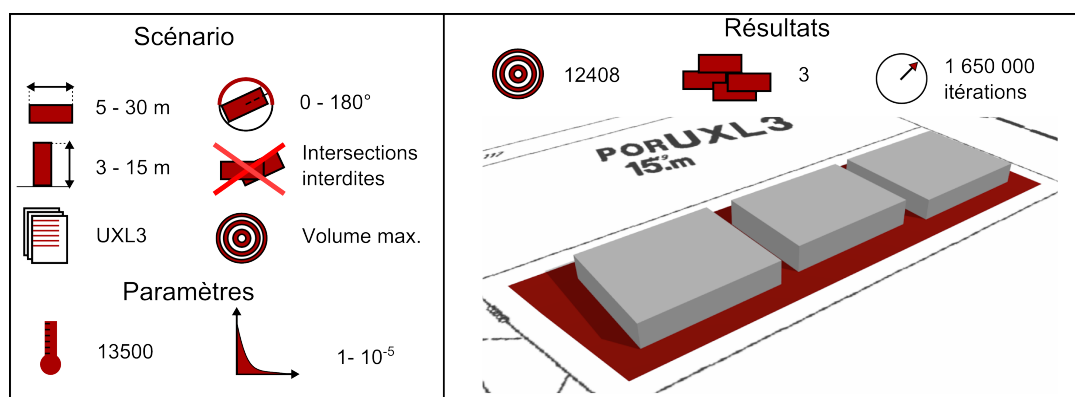 Scénario
5 - 30 m
0 - 180°
3 - 15 m
Intersections
interdites
UXL3
Volume max.
Paramètres
13500
1- 10⁻⁵
Résultats
12408
3
1 650 000
itérations
PORUXL3